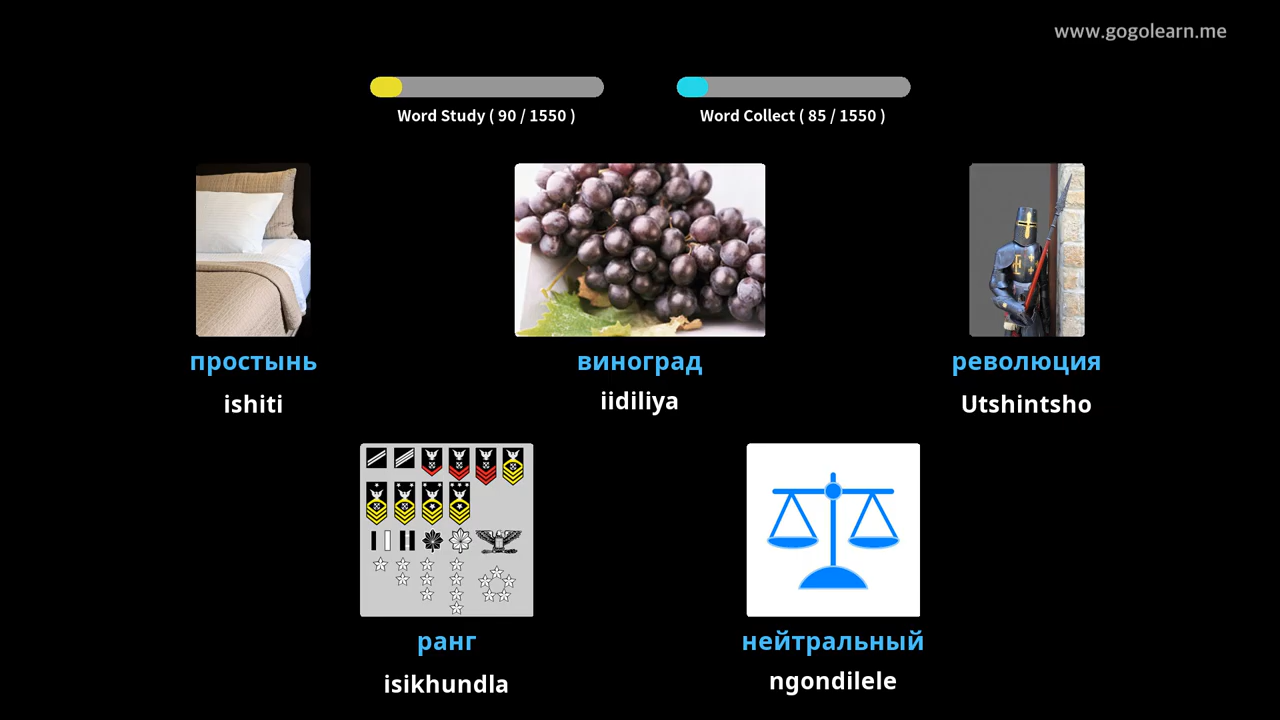 www.gogolearn.me
Word Study ( 90 / 1550 )
Word Collect ( 85 / 1550 )
простынь
ishiti
виноград
iidiliya
революция
Utshintsho
ранг
isikhundla
нейтральный
ngondilele